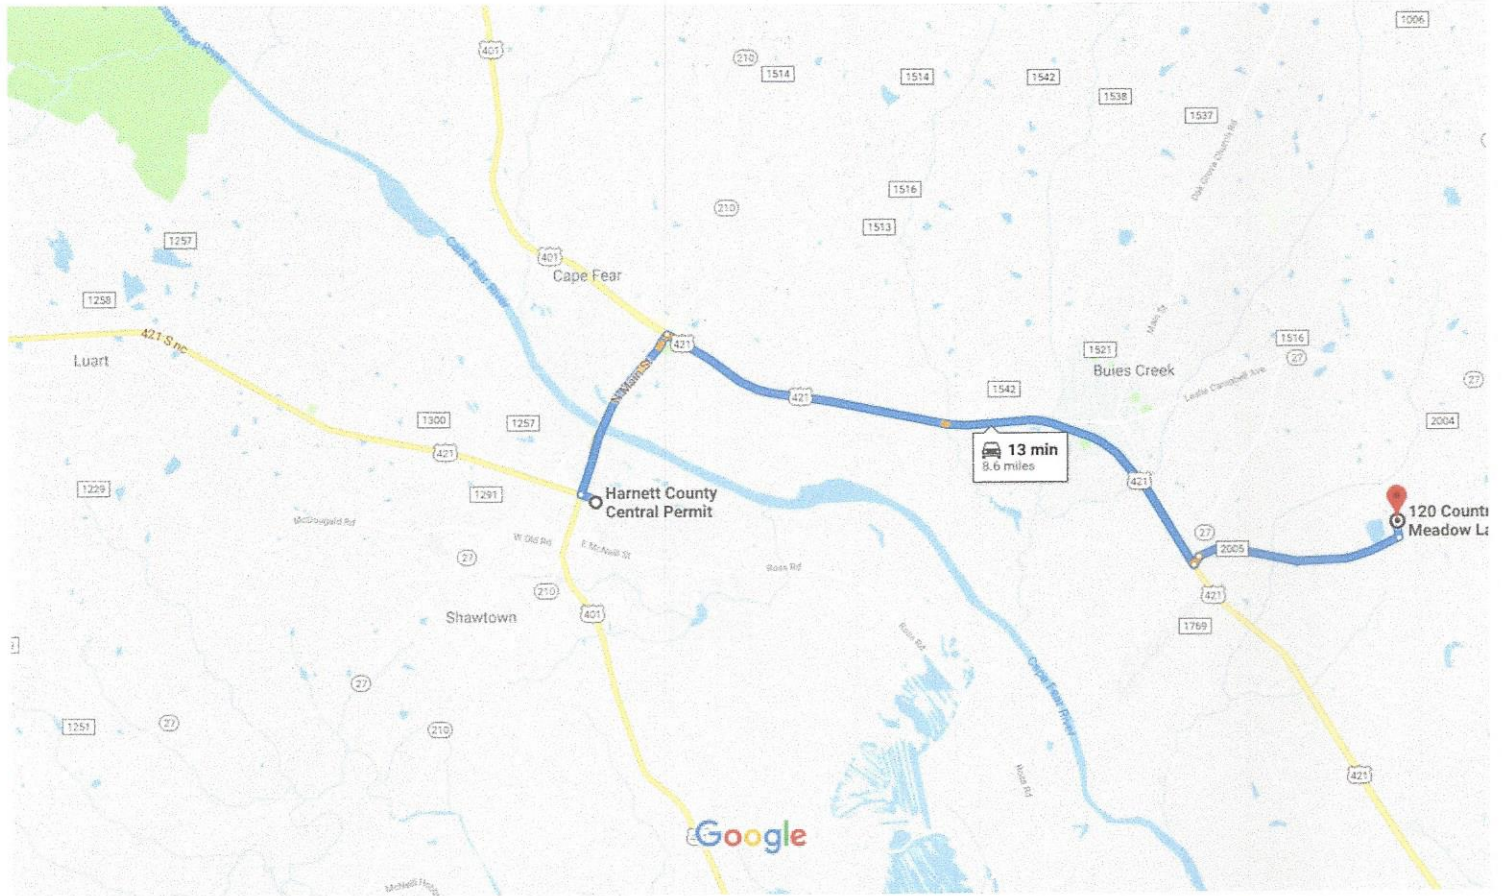 Cape Fear River
401
1006
210
1514
1514
1542
1538
1537
Oak Grove Church Rd
1516
210
1513
1257
401
Cape Fear
Cape Fear River
1258
421 S nc
Luart
421
N Main St
Main St
1516
27
1521
Buies Creek
27
1542
Leslie Campbell Ave
421
1300
1257
2004
421
13 min
8.6 miles
421
1229
1291
Harnett County
Central Permit
120 Countr
Meadow La
McDougald Rd
W Old Rd
E McNeill St
27
2005
27
Ross Rd
210
421
Shawtown
401
1769
Ross Rd
27
Cape Fear River
1251
27
210
Ross Rd
421
Google